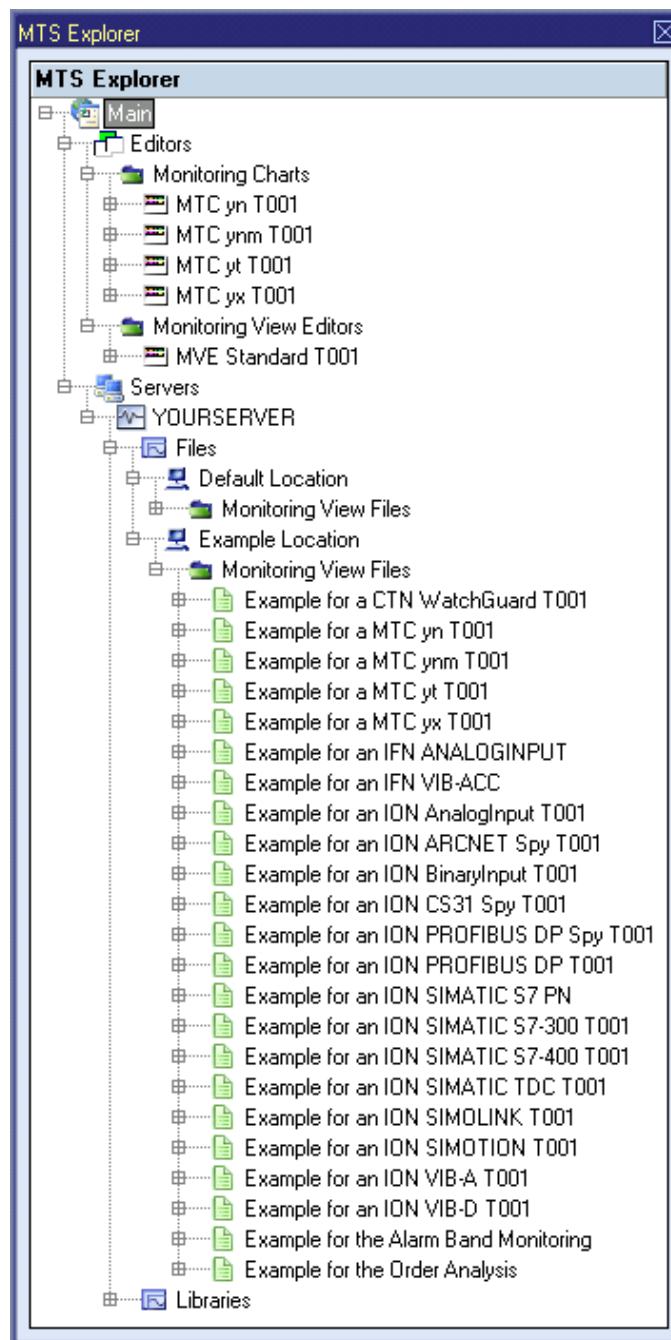 MTS Explorer
MTS Explorer
Main
Editors
Monitoring Charts
MTC yn T001
MTC ynm T001
MTC yt T001
MTC yx T001
Monitoring View Editors
MVE Standard T001
Servers
YOURSERVER
Files
Default Location
Monitoring View Files
Example Location
Monitoring View Files
Example for a CTN WatchGuard T001
Example for a MTC yn T001
Example for a MTC ynm T001
Example for a MTC yt T001
Example for a MTC yx T001
Example for an IFN ANALOGINPUT
Example for an IFN VIB-ACC
Example for an ION AnalogInput T001
Example for an ION ARCNET Spy T001
Example for an ION BinaryInput T001
Example for an ION CS31 Spy T001
Example for an ION PROFIBUS DP Spy T001
Example for an ION PROFIBUS DP T001
Example for an ION SIMATIC S7 PN
Example for an ION SIMATIC S7-300 T001
Example for an ION SIMATIC S7-400 T001
Example for an ION SIMATIC TDC T001
Example for an ION SIMOLINK T001
Example for an ION SIMOTION T001
Example for an ION VIB-A T001
Example for an ION VIB-D T001
Example for the Alarm Band Monitoring
Example for the Order Analysis
Libraries